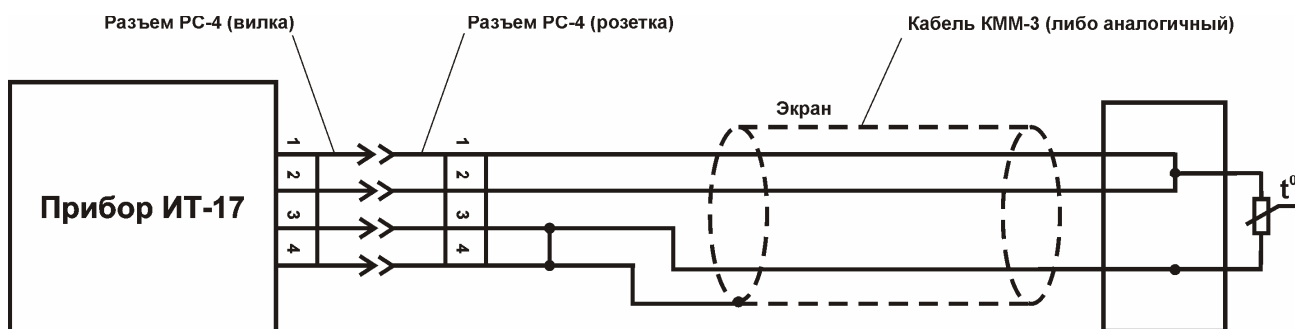 Разъем РС-4 (вилка)
Разъем РС-4 (розетка)
Кабель КММ-3 (либо аналогичный)
Экран
Прибор ИТ-17
1
2
3
4
1
2
3
4
t⁰